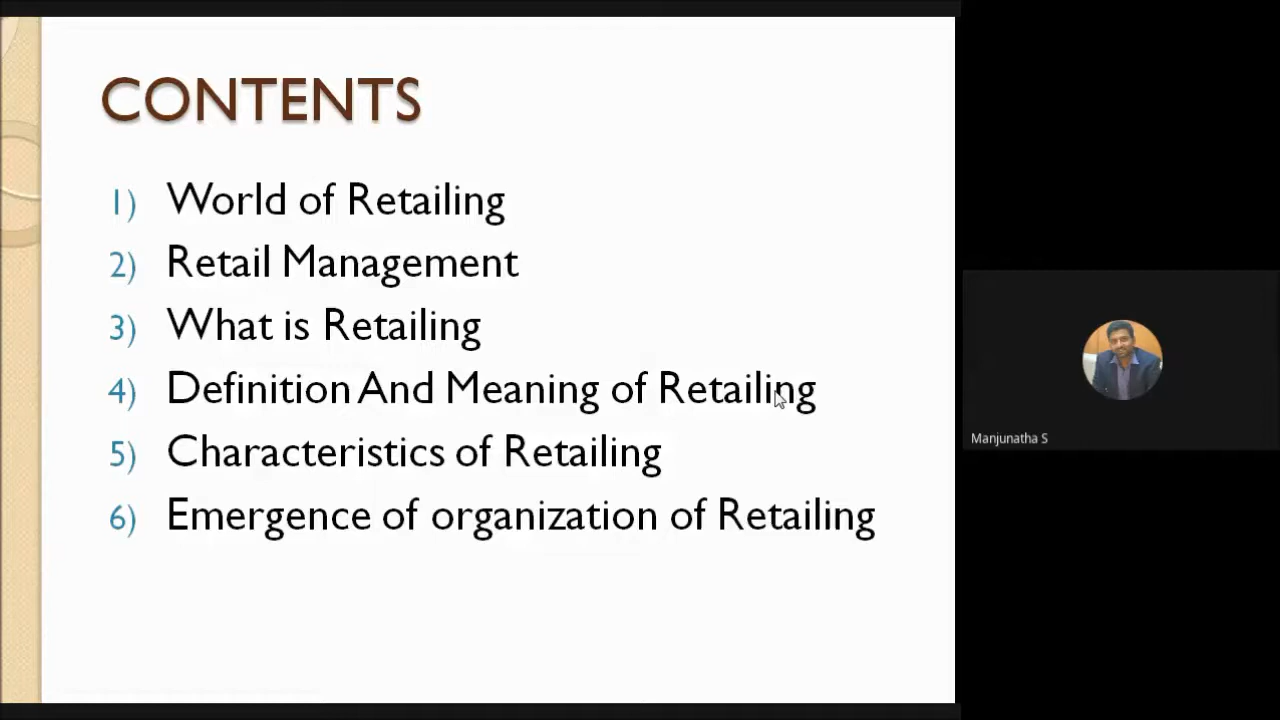 CONTENTS
1) World of Retailing
2) Retail Management
3) What is Retailing
4) Definition And Meaning of Retailing
5) Characteristics of Retailing
6) Emergence of organization of Retailing
Manjunatha S